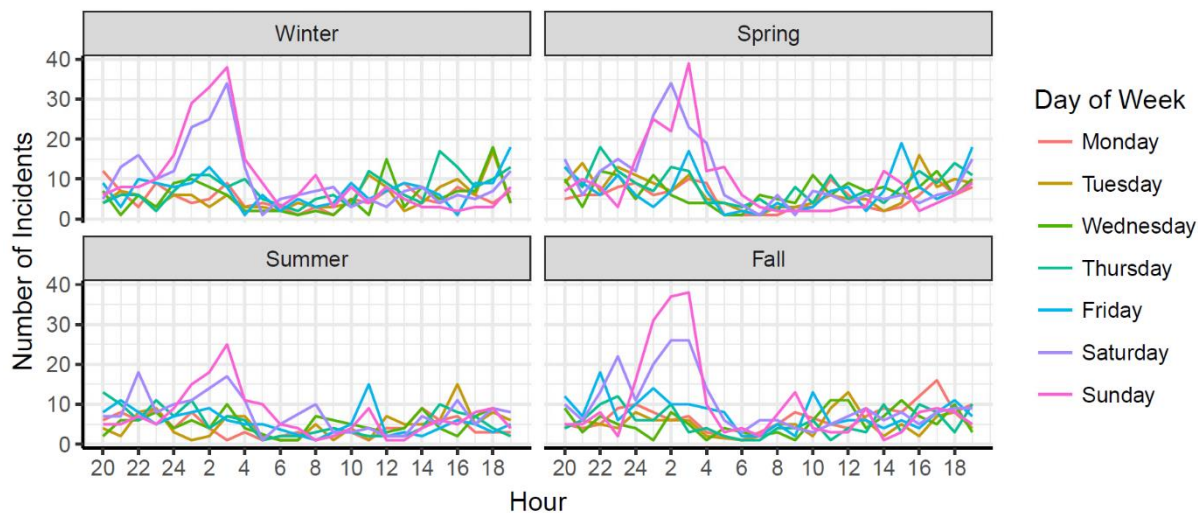 Winter
Spring
Summer
Fall
Number of Incidents
40
30
20
10
0
40
30
20
10
0
20 22 24 2 4 6 8 10 12 14 16 18
20 22 24 2 4 6 8 10 12 14 16 18
Hour
Day of Week
Monday
Tuesday
Wednesday
Thursday
Friday
Saturday
Sunday